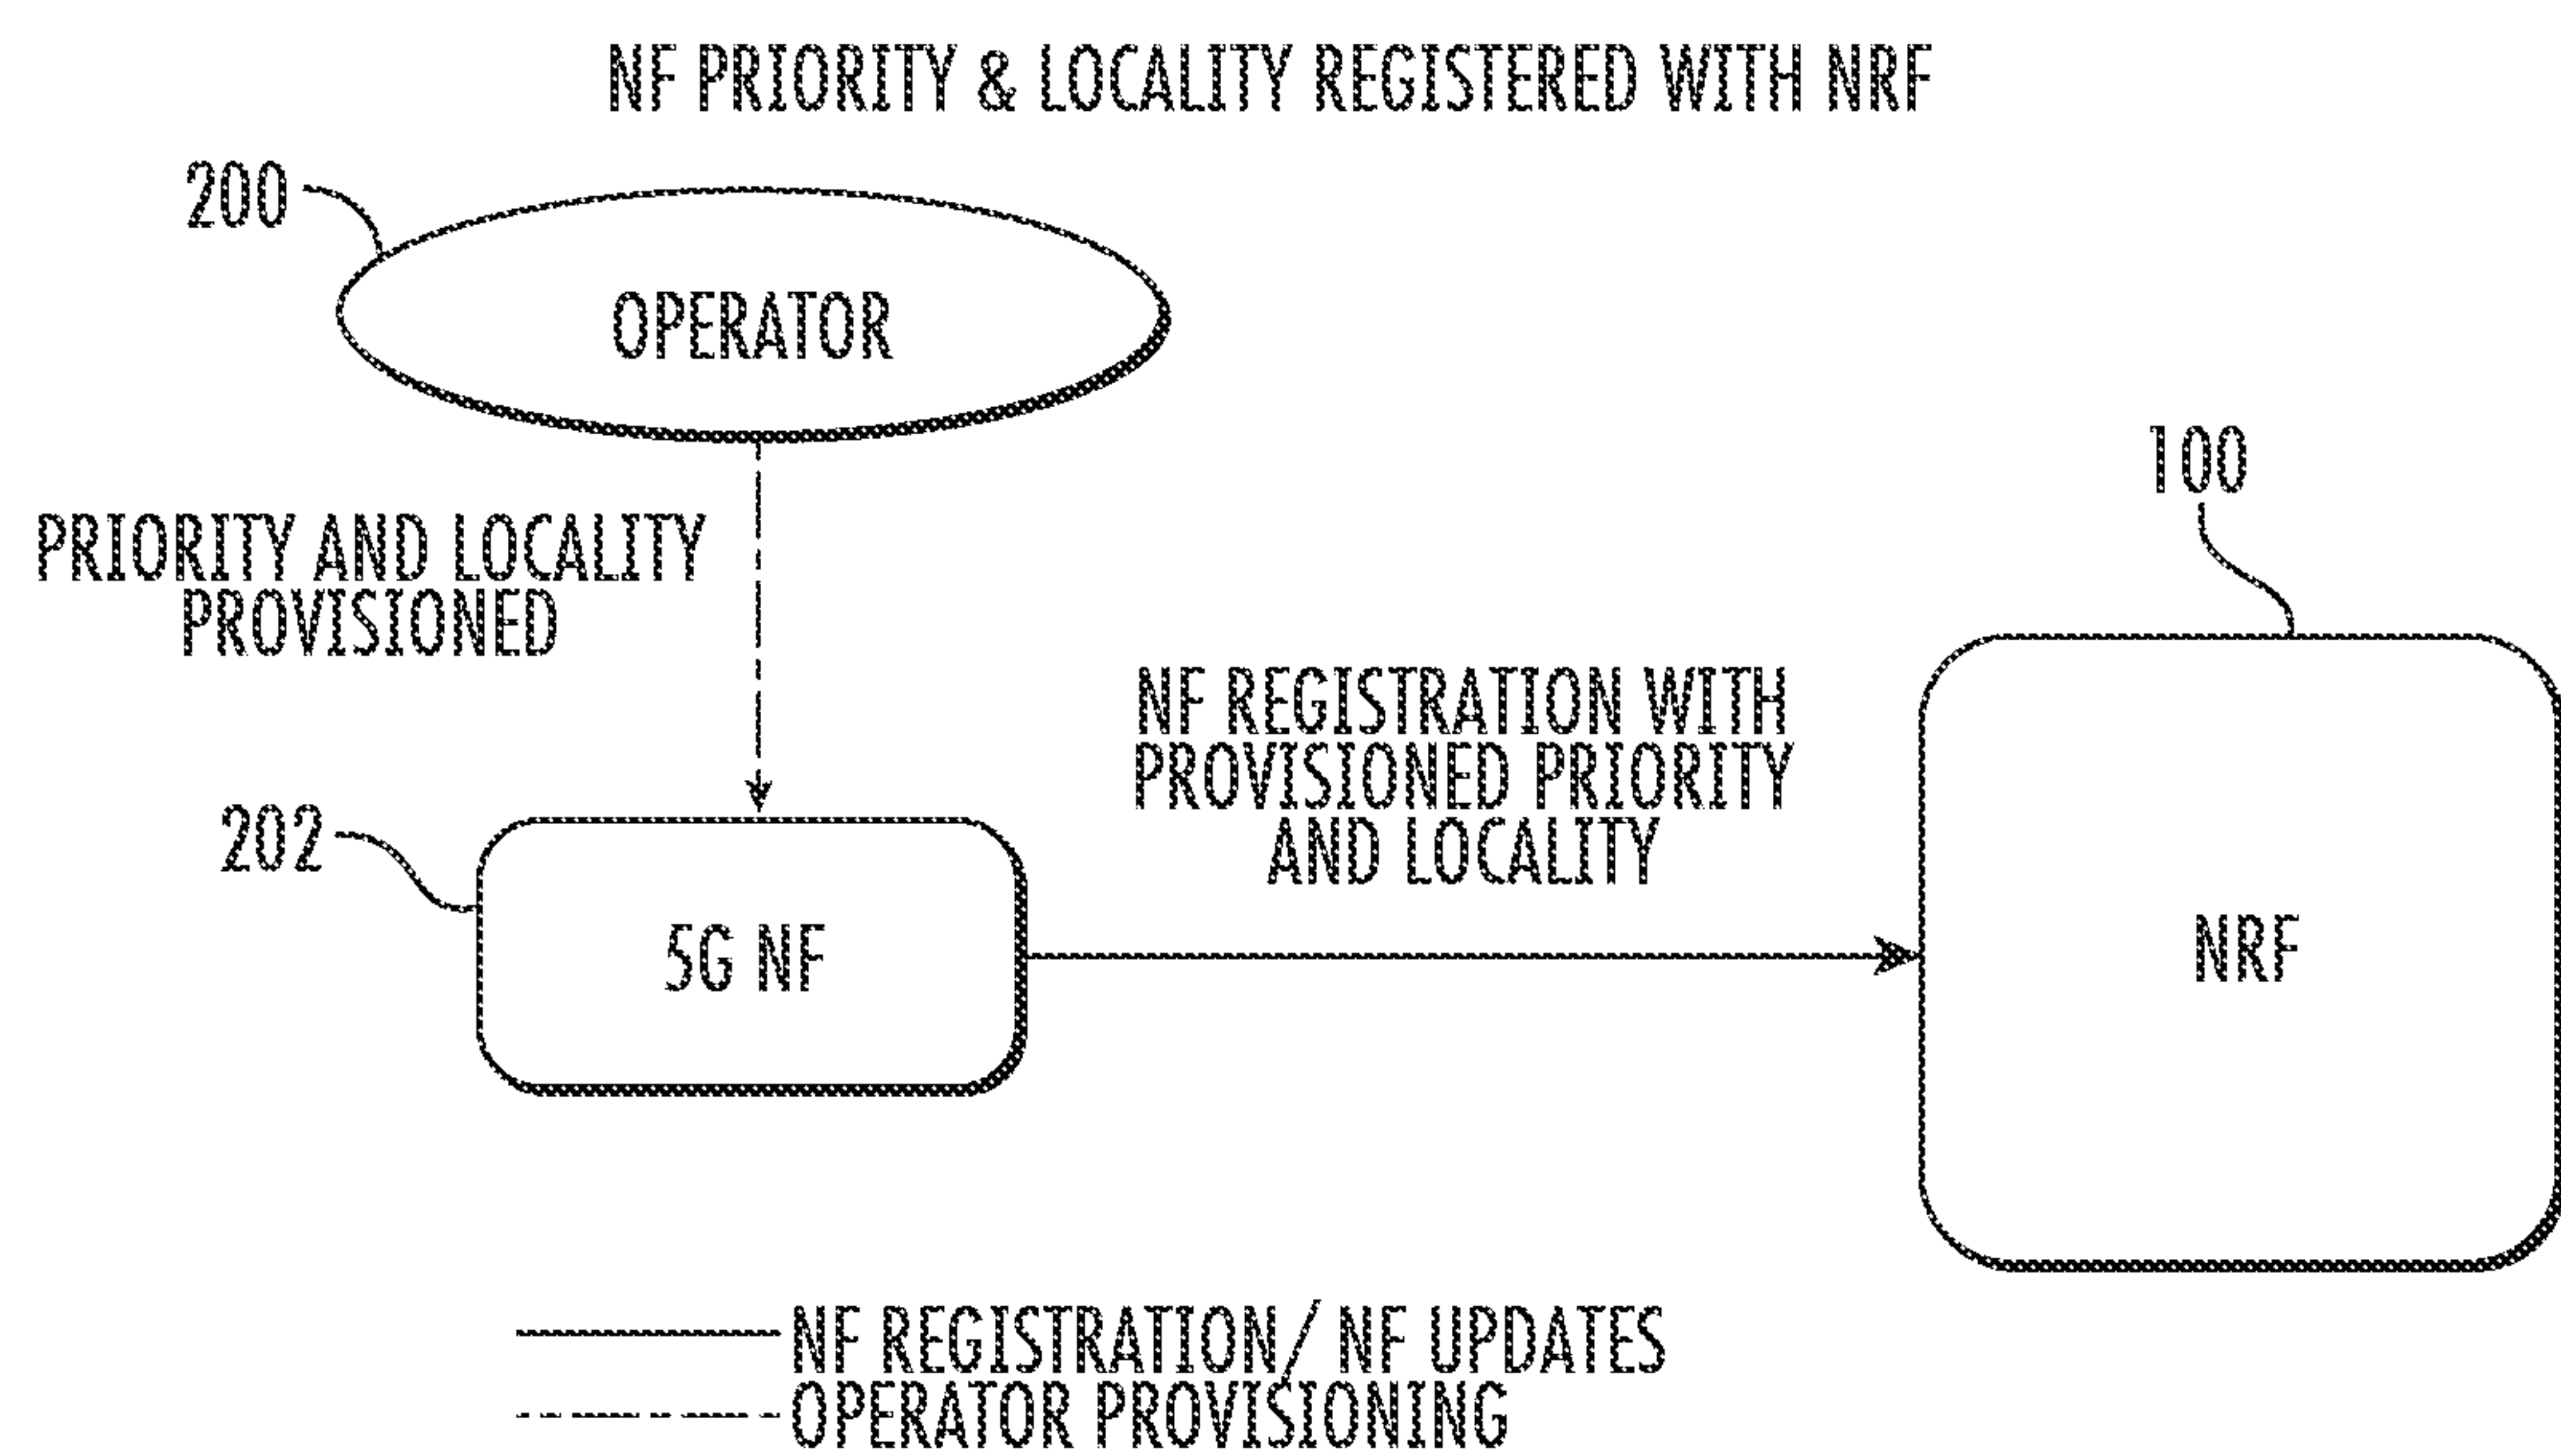 NF PRIORITY & LOCALITY REGISTERED WITH NRF
200
OPERATOR
100
PRIORITY AND LOCALITY
PROVISIONED
NF REGISTRATION WITH
PROVISIONED PRIORITY
AND LOCALITY
202
5G NF
NRF
NF REGISTRATION/ NF UPDATES
OPERATOR PROVISIONING